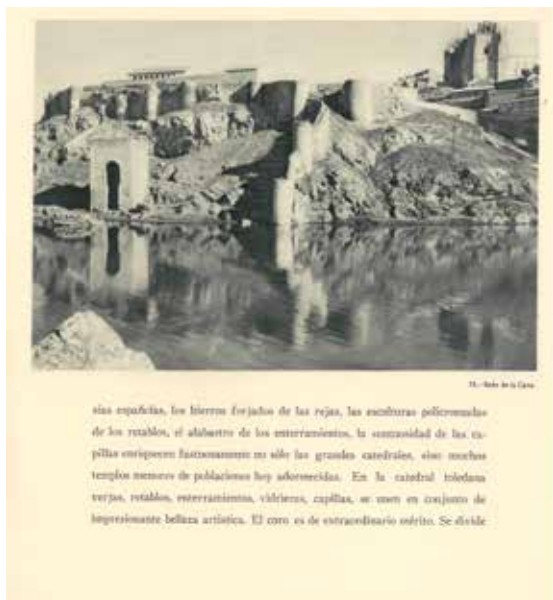 Baño de la Cava
sías españolas, los hierros forjados de las rejas, las esculturas policromadas
de los retablos, el alabastro de los enterramientos, la suntuosidad de las ca-
pillas enriquecen fastuosamente no sólo las grandes catedrales, sino muchos
templos menores de poblaciones hoy adormecidas. En la catedral toledana
verjas, retablos, enterramientos, vidrieras, capillas, se unen en conjunto de
impresionante belleza artística. El coro es de extraordinario mérito. Se divide